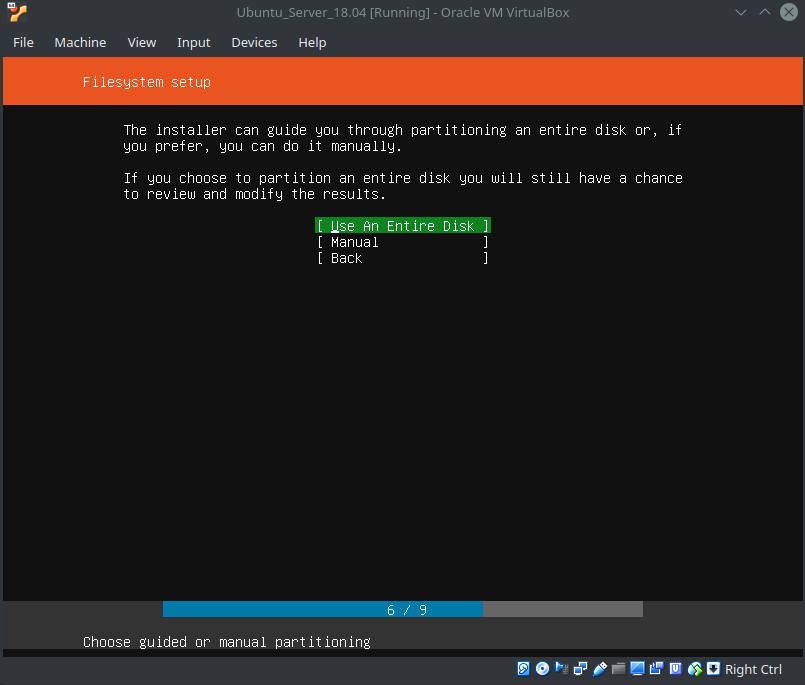 Ubuntu_Server_18.04 [Running] - Oracle VM VirtualBox
File Machine View Input Devices Help
Filesystem setup
The installer can guide you through partitioning an entire disk or, if
you prefer, you can do it manually.
If you choose to partition an entire disk you will still have a chance
to review and modify the results.
[ Use An Entire Disk ]
[ Manual ]
[ Back ]
6 / 9
Choose guided or manual partitioning
Right Ctrl